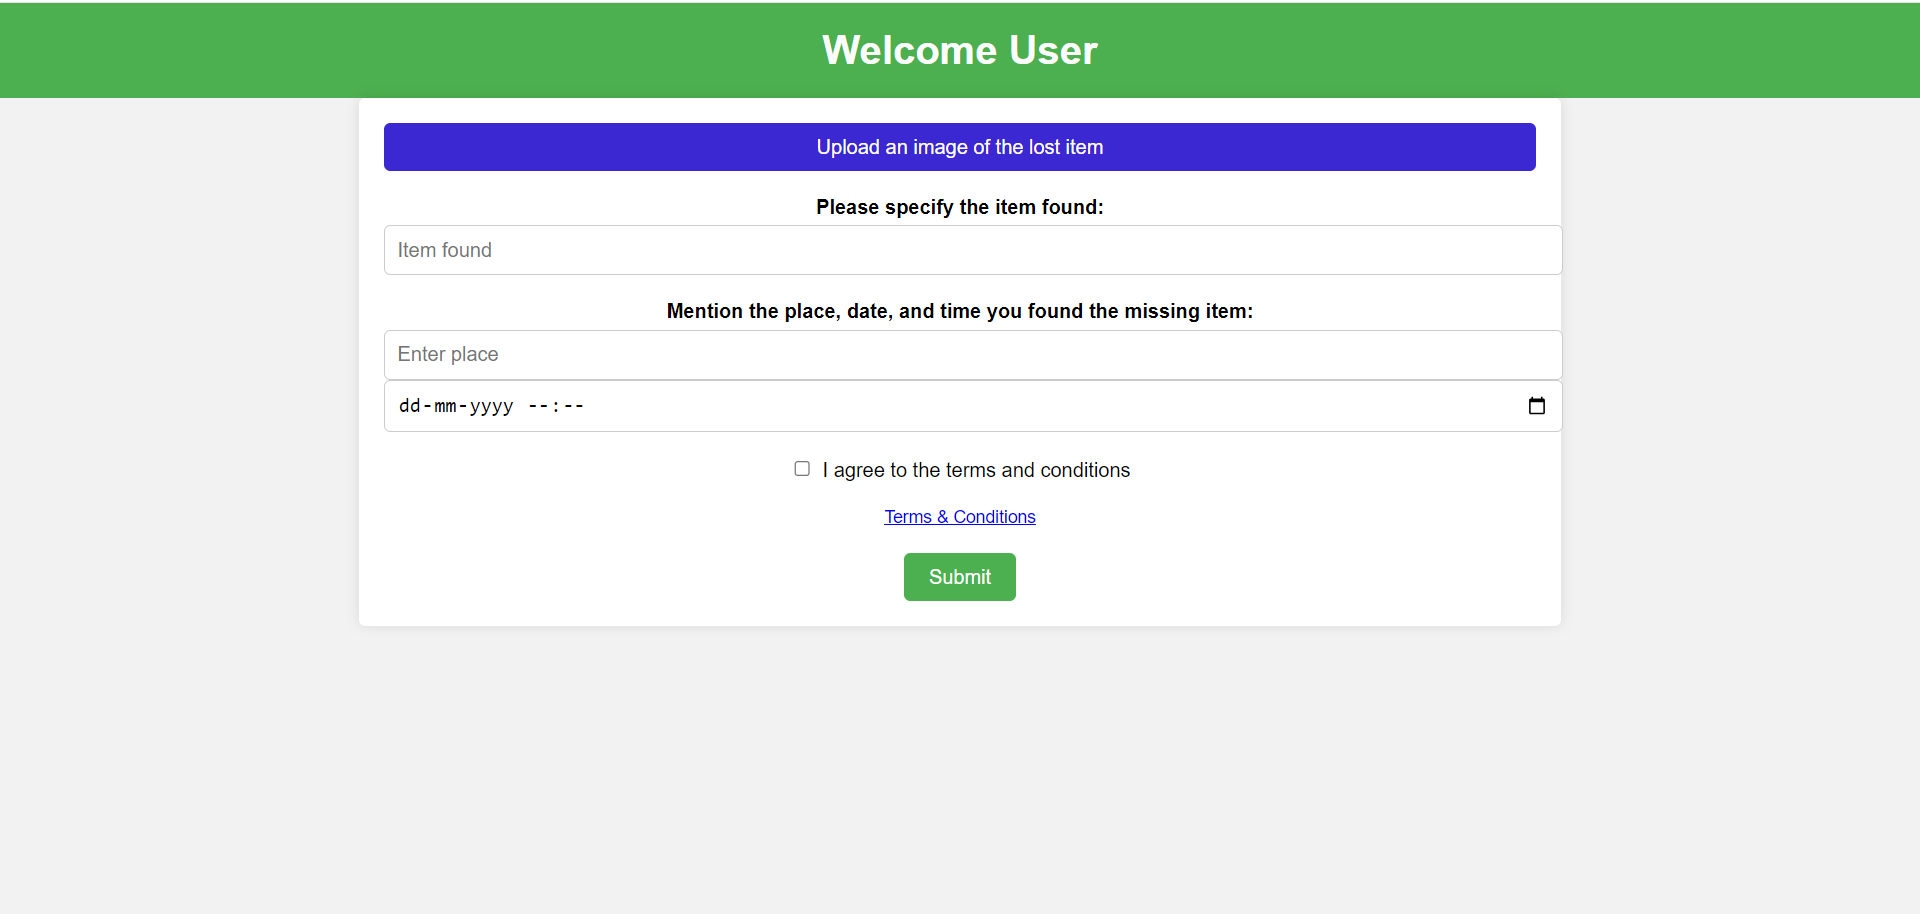 Welcome User
Upload an image of the lost item
Please specify the item found:
Item found
Mention the place, date, and time you found the missing item:
Enter place
dd-mm-yyyy --:--
I agree to the terms and conditions
Terms & Conditions
Submit